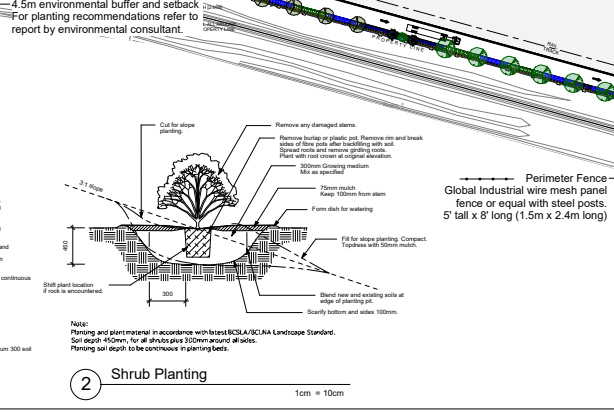 4.5m environmental buffer and setback
For planting recommendations refer to
report by environmental consultant.
PROPERTY LINE
RAIL
TRACK
Cut for slope
planting.
Remove any damaged stems.
Remove burlap or plastic pot. Remove rim and break
sides of fibre pots after backfilling with soil.
Spread roots and remove girdling roots.
Plant with root crown at original elevation.
300mm Growing medium
Mix as specified
3:1 slope
75mm mulch
Keep 100mm from stem
Form dish for watering
Perimeter Fence
Global Industrial wire mesh panel
fence or equal with steel posts.
5' tall x 8' long (1.5m x 2.4m long)
450
Fill for slope planting. Compact.
Topdress with 50mm mulch.
continuous
Shift plant location
if rock is encountered.
300
Blend new and existing soils at
edge of planting pit.
Scarify bottom and sides 100mm.
Note:
Planting and plant material in accordance with latest BCSLA/BCLNA Landscape Standard.
Soil depth 450mm, for all shrubs plus 300mm around all sides.
Planting soil depth to be continuous in planting beds.
um 300 soil
2 Shrub Planting
1cm = 10cm